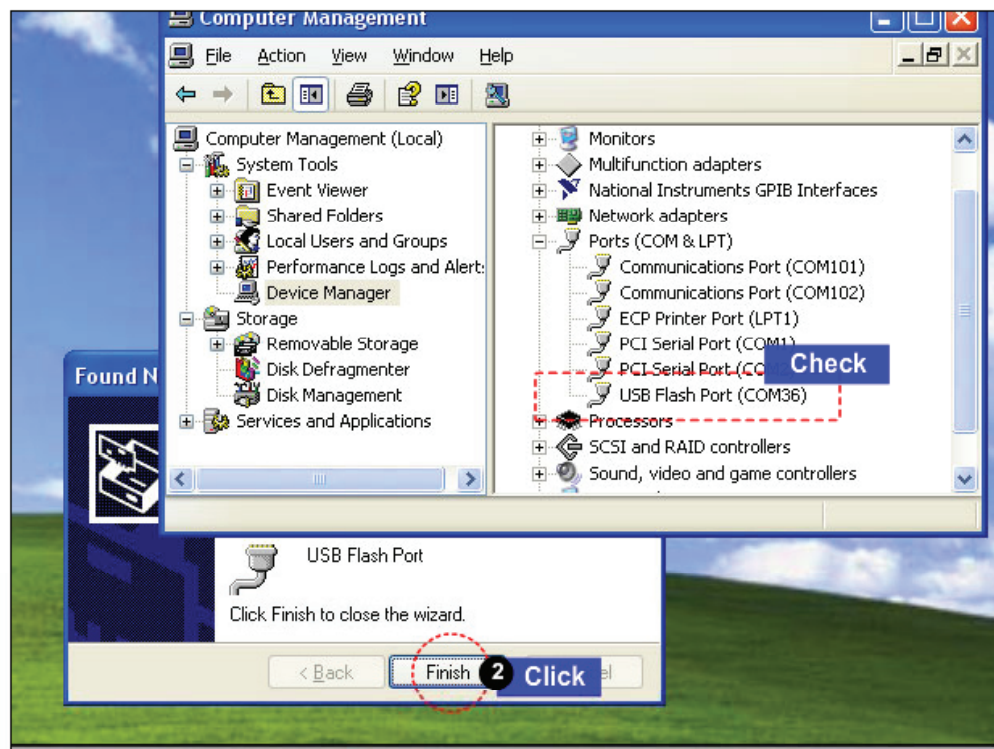 Computer Management
File Action View Window Help
Computer Management (Local)
System Tools
Event Viewer
Shared Folders
Local Users and Groups
Performance Logs and Alert
Device Manager
Storage
Removable Storage
Disk Defragmenter
Disk Management
Services and Applications
Monitors
Multifunction adapters
National Instruments GPIB Interfaces
Network adapters
Ports (COM & LPT)
Communications Port (COM101)
Communications Port (COM102)
ECP Printer Port (LPT1)
PCI Serial Port (COM1)
PCI Serial Port
Check
USB Flash Port (COM36)
Processors
SCSI and RAID controllers
Sound, video and game controllers
Found N
USB Flash Port
Click Finish to close the wizard.
< Back Finish
2 Click